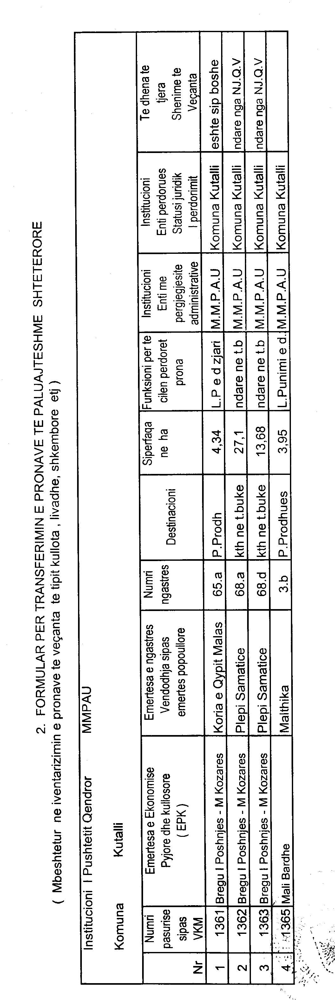 2. FORMULAR PER TRANSFERIMIN E PRONAVE TE PALUAJTESHME SHTETERORE
( Mbeshtetur ne iventarizimin e pronave te veçanta te tipit kullota , livadhe, shkembore etj )
Institucioni I Pushtetit Qendror MMPAU
Komuna Kutalli
Nr
Numri
pasurise
sipas
VKM
Emertesa e Ekonomise
Pyjore dhe kullosore
( EPK )
Emertesa e ngastres
Vendodhja sipas
emertes popoullore
Numri
ngastres
Destinacioni
Siperfaqa
ne ha
Funksioni per te
cilen perdoret
prona
Institucioni
Enti me
pergjegjesite
administrative
Institucioni
Enti perdorues
Statusi juridik
I perdorimit
Te dhena te
tjera
Shenime te
Veçanta
1 1361 Bregu I Poshnjes - M Kozares Koria e Qypit Malas 65.a P.Prodh 4,34 L.P e d zjari M.M.P.A.U Komuna Kutalli eshte sip boshe
2 1362 Bregu I Poshnjes - M Kozares Plepi Samatice 68.a kth ne t.buke 27,1 ndare ne t.b M.M.P.A.U Komuna Kutalli ndare nga NJ.Q.V
3 1363 Bregu I Poshnjes - M Kozares Plepi Samatice 68.d kth ne t.buke 13,68 ndare ne t.b M.M.P.A.U Komuna Kutalli ndare nga NJ.Q.V
4 1365 Mali Bardhe Malthika 3.b P.Prodhues 3,95 L.Punimi e d. M.M.P.A.U Komuna Kutalli